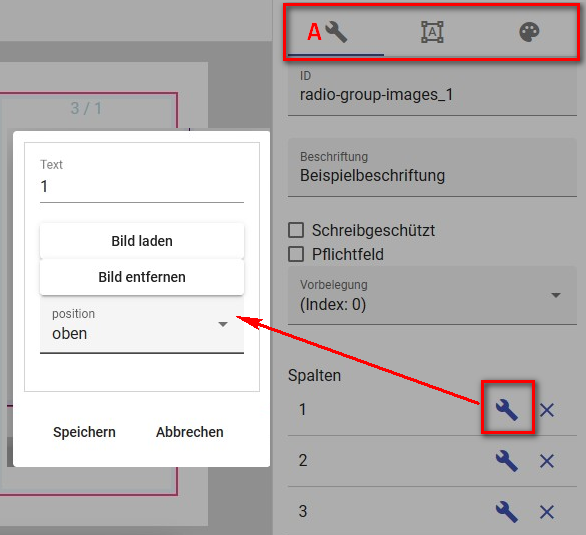 A
A
ID
radio-group-images_1
Beschriftung
Beispielbeschriftung
Schreibgeschützt
Pflichtfeld
Vorbelegung
(Index: 0)
Spalten
1
2
3
3 / 1
Text
1
Bild laden
Bild entfernen
position
oben
Speichern Abbrechen